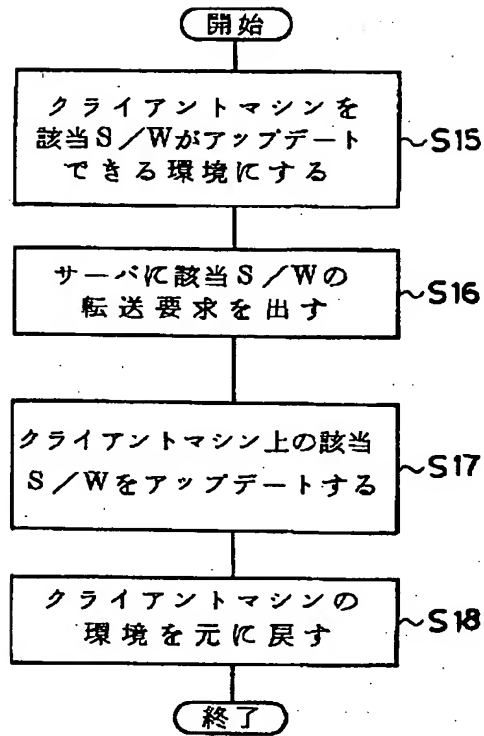 開始
クライアントマシンを
該当S/Wがアップデート
できる環境にする
~S15
サーバに該当S/Wの
転送要求を出す
~S16
クライアントマシン上の該当
S/Wをアップデートする
~S17
クライアントマシンの
環境を元に戻す
~S18
終了